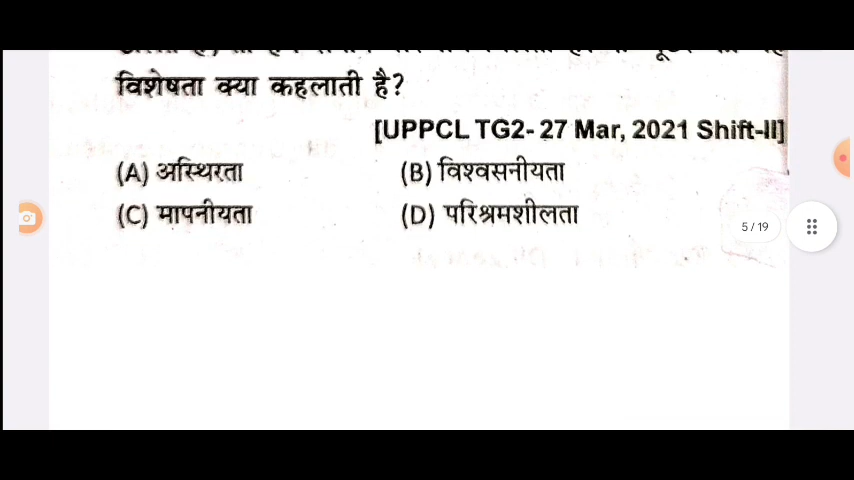 विशेषता क्या कहलाती है?
[UPPCL TG2- 27 Mar, 2021 Shift-II]
(A) अस्थिरता (B) विश्वसनीयता
(C) मापनीयता (D) परिश्रमशीलता
5 / 19